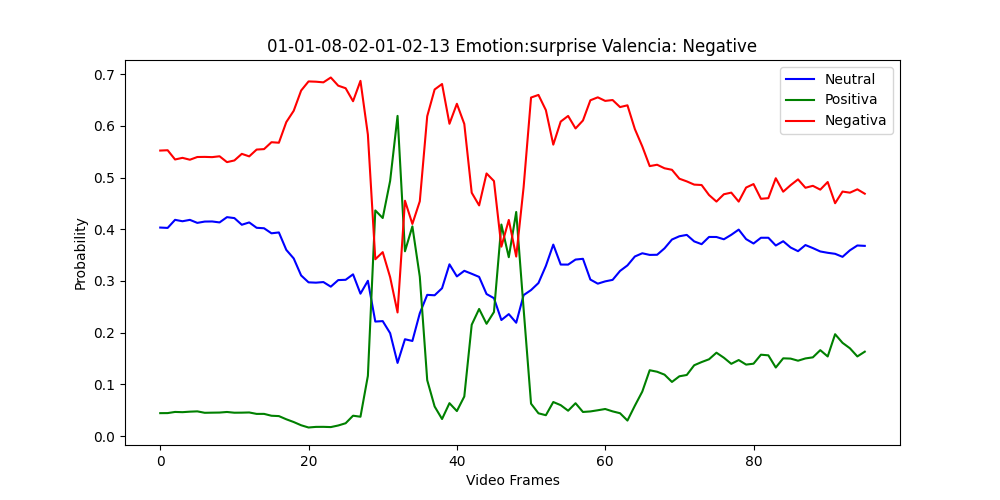 01-01-08-02-01-02-13 Emotion:surprise Valencia: Negative
Neutral
Positiva
Negativa
Probability
0.7
0.6
0.5
0.4
0.3
0.2
0.1
0.0
0 20 40 60 80
Video Frames